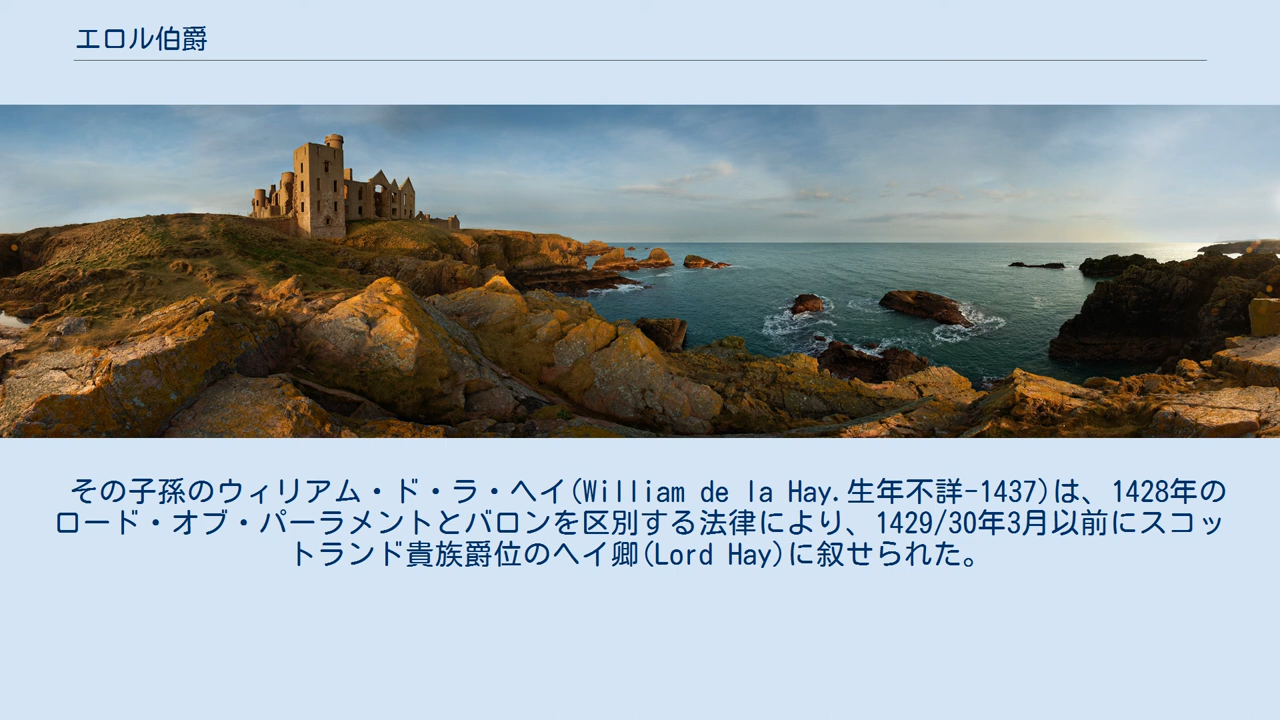 エロル伯爵
その子孫のウィリアム・ド・ラ・ヘイ(William de la Hay.生年不詳-1437)は、1428年の
ロード・オブ・パーラメントとバロンを区別する法律により、1429/30年3月以前にスコッ
トランド貴族爵位のヘイ卿(Lord Hay)に叙せられた。